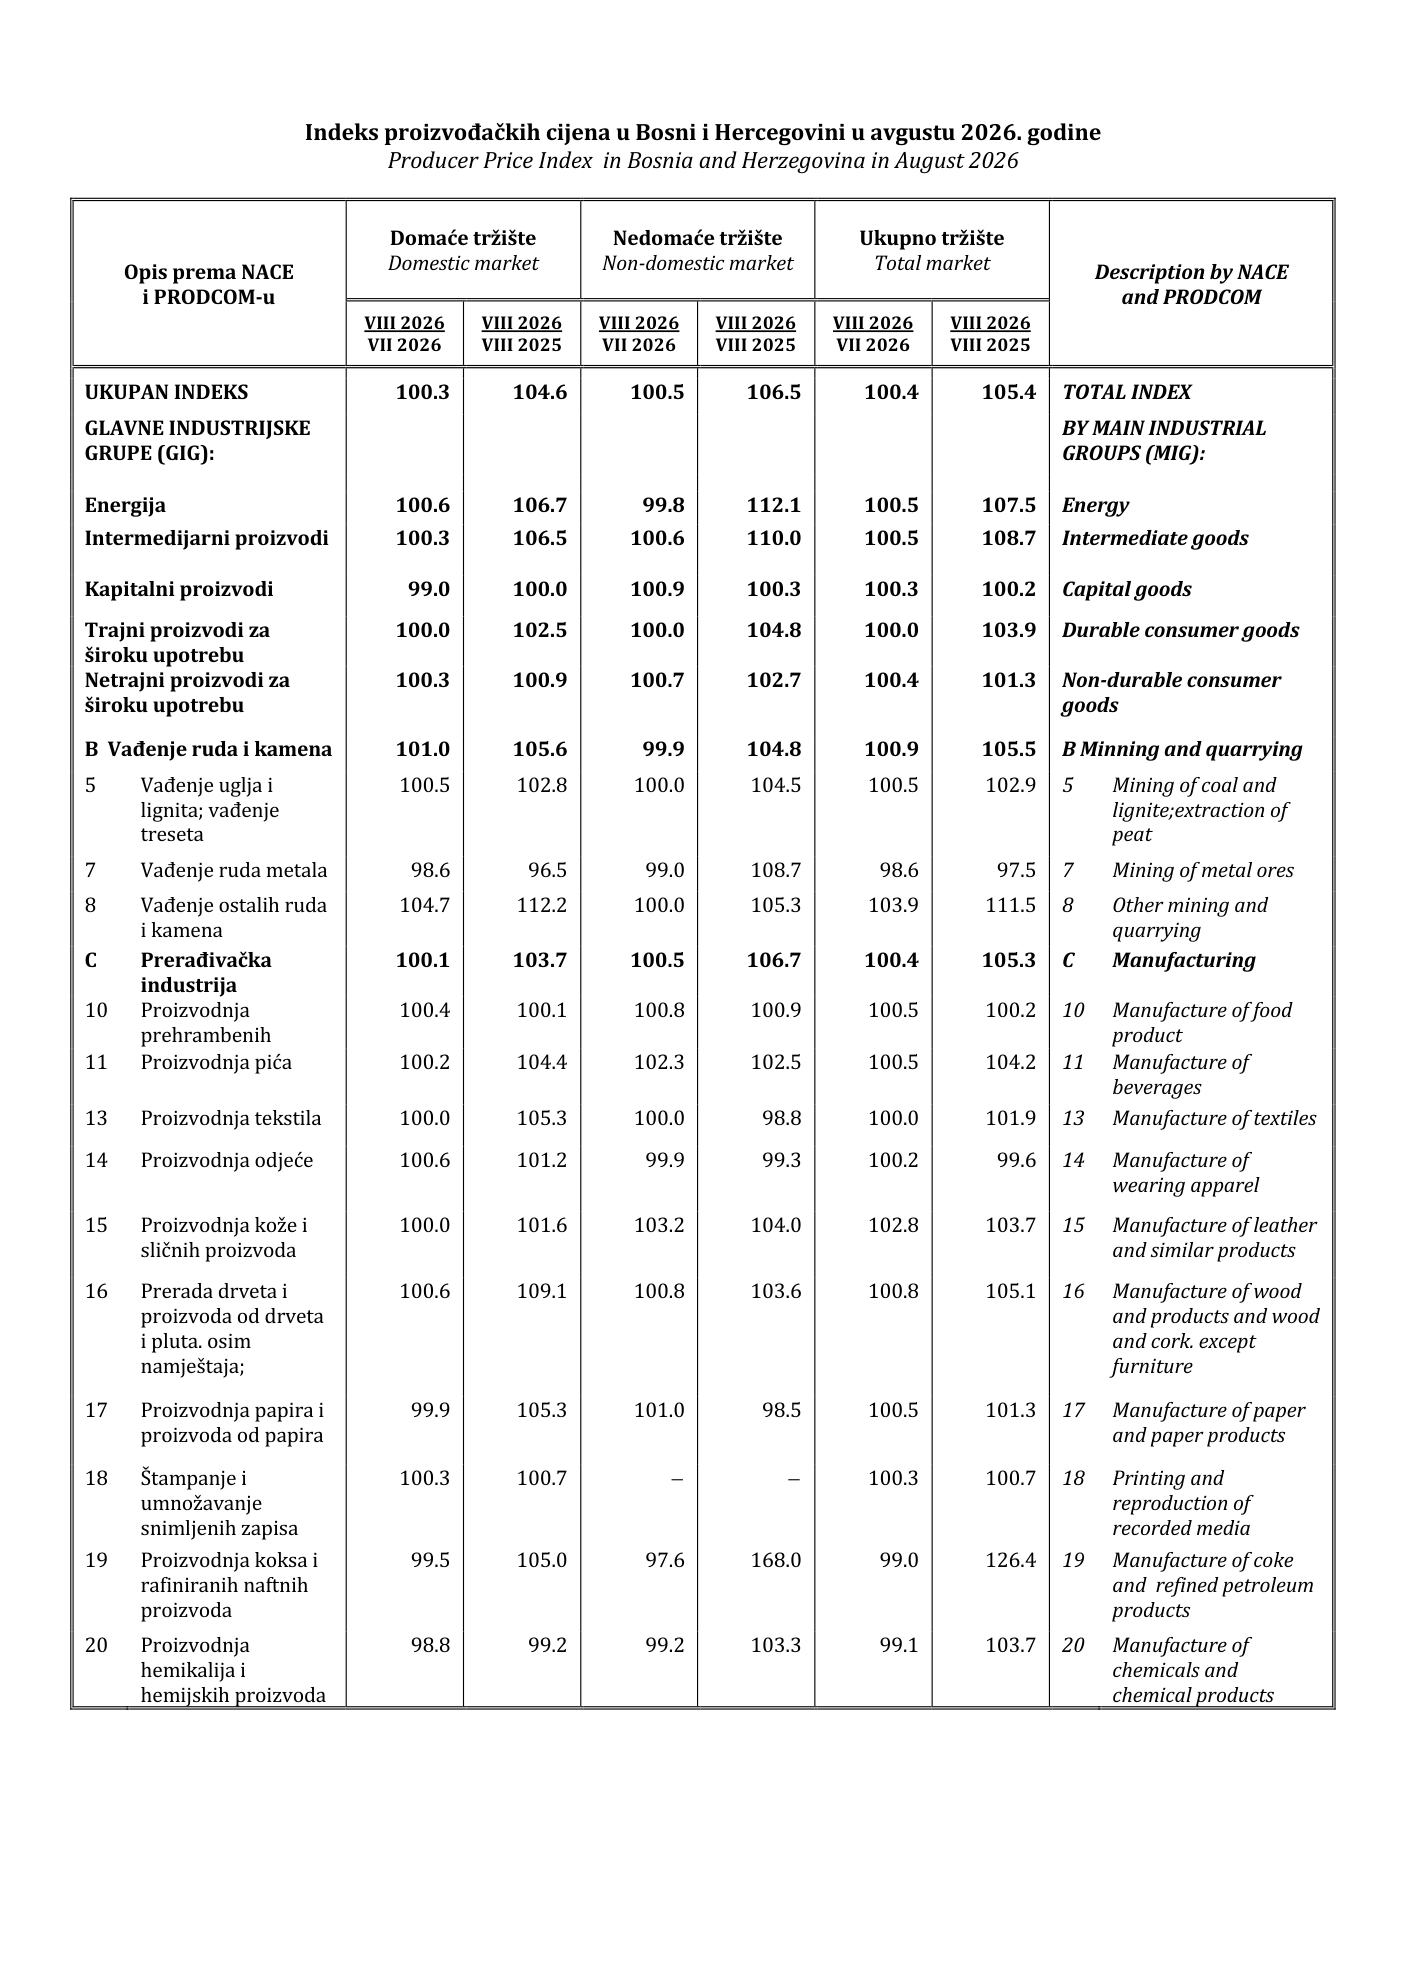 Indeks proizvođačkih cijena u Bosni i Hercegovini u avgustu 2026. godine
Producer Price Index in Bosnia and Herzegovina in August 2026
Opis prema NACE
i PRODCOM-u
Domaće tržište
Domestic market
Nedomaće tržište
Non-domestic market
Ukupno tržište
Total market
Description by NACE
and PRODCOM
VIII 2026 VIII 2026 VIII 2026 VIII 2026 VIII 2026 VIII 2026
VII 2026 VIII 2025 VII 2026 VIII 2025 VII 2026 VIII 2025
UKUPAN INDEKS 100.3 104.6 100.5 106.5 100.4 105.4 TOTAL INDEX
GLAVNE INDUSTRIJSKE BY MAIN INDUSTRIAL
GRUPE (GIG): GROUPS (MIG):
Energija 100.6 106.7 99.8 112.1 100.5 107.5 Energy
Intermedijarni proizvodi 100.3 106.5 100.6 110.0 100.5 108.7 Intermediate goods
Kapitalni proizvodi 99.0 100.0 100.9 100.3 100.3 100.2 Capital goods
Trajni proizvodi za 100.0 102.5 100.0 104.8 100.0 103.9 Durable consumer goods
široku upotrebu
Netrajni proizvodi za 100.3 100.9 100.7 102.7 100.4 101.3 Non-durable consumer
široku upotrebu goods
B Vađenje ruda i kamena 101.0 105.6 99.9 104.8 100.9 105.5 B Minning and quarrying
5 Vađenje uglja i 100.5 102.8 100.0 104.5 100.5 102.9 5 Mining of coal and
lignita; vađenje lignite;extraction of
treseta peat
7 Vađenje ruda metala 98.6 96.5 99.0 108.7 98.6 97.5 7 Mining of metal ores
8 Vađenje ostalih ruda 104.7 112.2 100.0 105.3 103.9 111.5 8 Other mining and
i kamena quarrying
C Prerađivačka 100.1 103.7 100.5 106.7 100.4 105.3 C Manufacturing
industrija
10 Proizvodnja 100.4 100.1 100.8 100.9 100.5 100.2 10 Manufacture of food
prehrambenih product
11 Proizvodnja pića 100.2 104.4 102.3 102.5 100.5 104.2 11 Manufacture of
beverages
13 Proizvodnja tekstila 100.0 105.3 100.0 98.8 100.0 101.9 13 Manufacture of textiles
14 Proizvodnja odjeće 100.6 101.2 99.9 99.3 100.2 99.6 14 Manufacture of
wearing apparel
15 Proizvodnja kože i 100.0 101.6 103.2 104.0 102.8 103.7 15 Manufacture of leather
sličnih proizvoda and similar products
16 Prerada drveta i 100.6 109.1 100.8 103.6 100.8 105.1 16 Manufacture of wood
proizvoda od drveta and products and wood
i pluta. osim and cork. except
namještaja; furniture
17 Proizvodnja papira i 99.9 105.3 101.0 98.5 100.5 101.3 17 Manufacture of paper
proizvoda od papira and paper products
18 Štampanje i 100.3 100.7 – – 100.3 100.7 18 Printing and
umnožavanje reproduction of
snimljenih zapisa recorded media
19 Proizvodnja koksa i 99.5 105.0 97.6 168.0 99.0 126.4 19 Manufacture of coke
rafiniranih naftnih and refined petroleum
proizvoda products
20 Proizvodnja 98.8 99.2 99.2 103.3 99.1 103.7 20 Manufacture of
hemikalija i chemicals and
hemijskih proizvoda chemical products